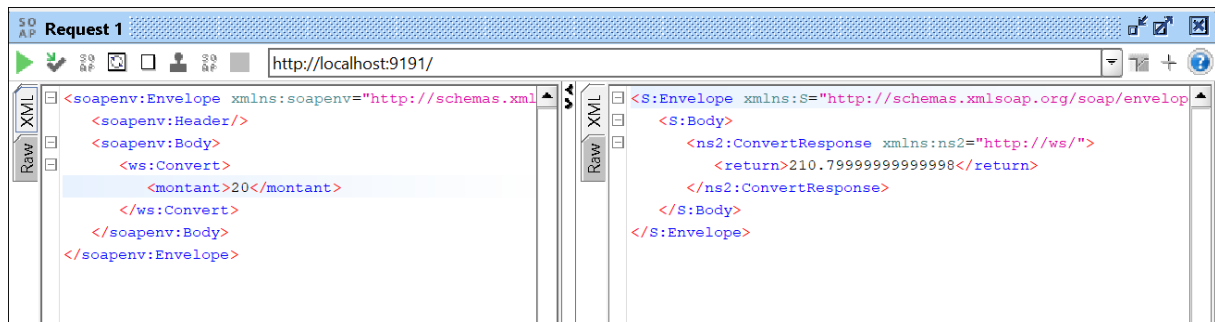 SO
AP Request 1
http://localhost:9191/
XML
Raw
<soapenv:Envelope xmlns:soapenv="http://schemas.xml
<soapenv:Header/>
<soapenv:Body>
<ws:Convert>
<montant>20</montant>
</ws:Convert>
</soapenv:Body>
</soapenv:Envelope>
XML
Raw
<S:Envelope xmlns:S="http://schemas.xmlsoap.org/soap/envelop
<S:Body>
<ns2:ConvertResponse xmlns:ns2="http://ws/">
<return>210.79999999999998</return>
</ns2:ConvertResponse>
</S:Body>
</S:Envelope>